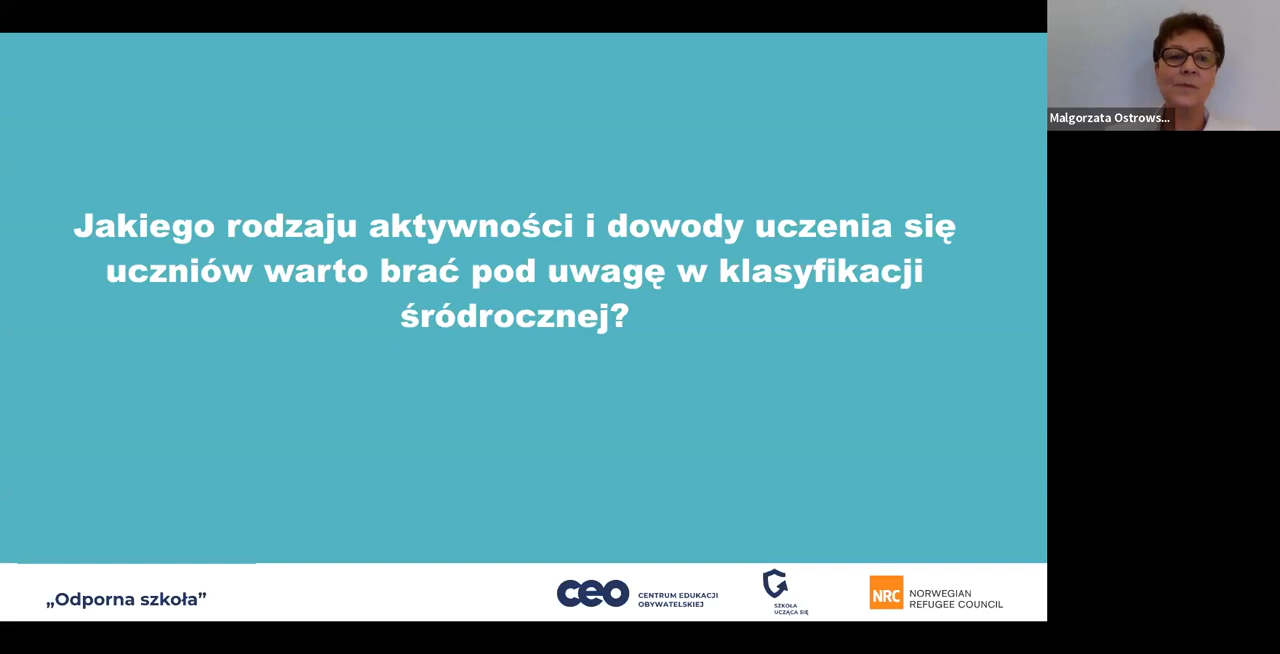 Jakiego rodzaju aktywności i dowody uczenia się
uczniów warto brać pod uwagę w klasyfikacji
śródrocznej?
Malgorzata Ostrows...
„Odporna szkoła”
ceo
CENTRUM EDUKACJI
OBYWATELSKIEJ
SZKOŁA
UCZĄCA SIĘ
NRC
NORWEGIAN
REFUGEE COUNCIL